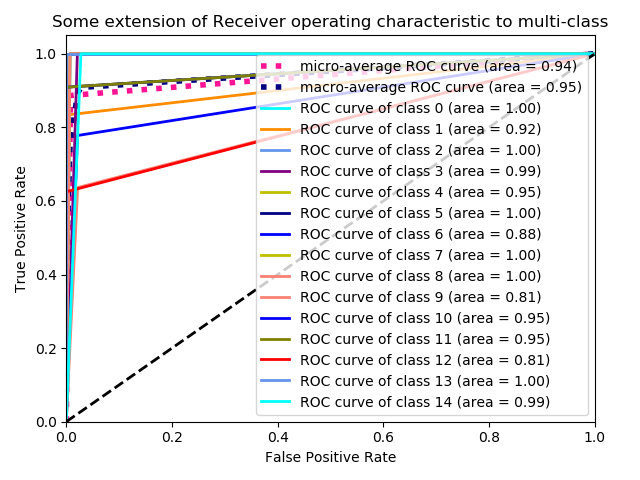 Some extension of Receiver operating characteristic to multi-class
1.0
0.8
0.6
0.4
0.2
0.0
True Positive Rate
micro-average ROC curve (area = 0.94)
macro-average ROC curve (area = 0.95)
ROC curve of class 0 (area = 1.00)
ROC curve of class 1 (area = 0.92)
ROC curve of class 2 (area = 1.00)
ROC curve of class 3 (area = 0.99)
ROC curve of class 4 (area = 0.95)
ROC curve of class 5 (area = 1.00)
ROC curve of class 6 (area = 0.88)
ROC curve of class 7 (area = 1.00)
ROC curve of class 8 (area = 1.00)
ROC curve of class 9 (area = 0.81)
ROC curve of class 10 (area = 0.95)
ROC curve of class 11 (area = 0.95)
ROC curve of class 12 (area = 0.81)
ROC curve of class 13 (area = 1.00)
ROC curve of class 14 (area = 0.99)
0.0 0.2 0.4 0.6 0.8 1.0
False Positive Rate